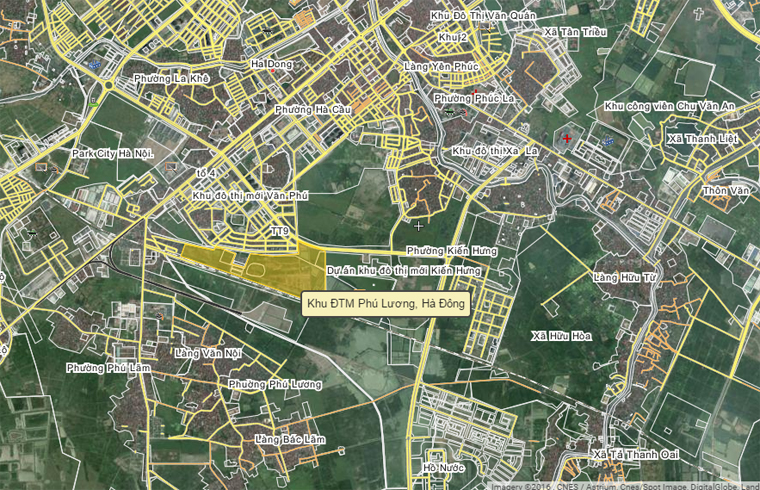 Khu Đô Thị Văn Quán
Khu 2
Xã Tân Triều
Ha Dong
Làng Yên Phúc
Phường La Khê
Phường Phúc La
Phường Hà Cầu
Khu công viên Chu Văn An
Xã Thanh Liệt
Park City Hà Nội.
Khu đô thị Xa La
tổ 4
Khu đô thị mới Văn Phú
Thôn Văn
TT9
Phường Kiến Hưng
Dự án khu đô thị mới Kiến Hưng
Làng Hữu Từ
Khu ĐTM Phú Lương, Hà Đông
Xã Hữu Hòa
Làng Văn Nội
Phường Phú Lãm
Phường Phú Lương
Làng Bắc Lãm
Xã Tả Thanh Oai
Hồ Nước
Imagery ©2016, CNES / Astrium, Cnes/Spot Image, DigitalGlobe, Land